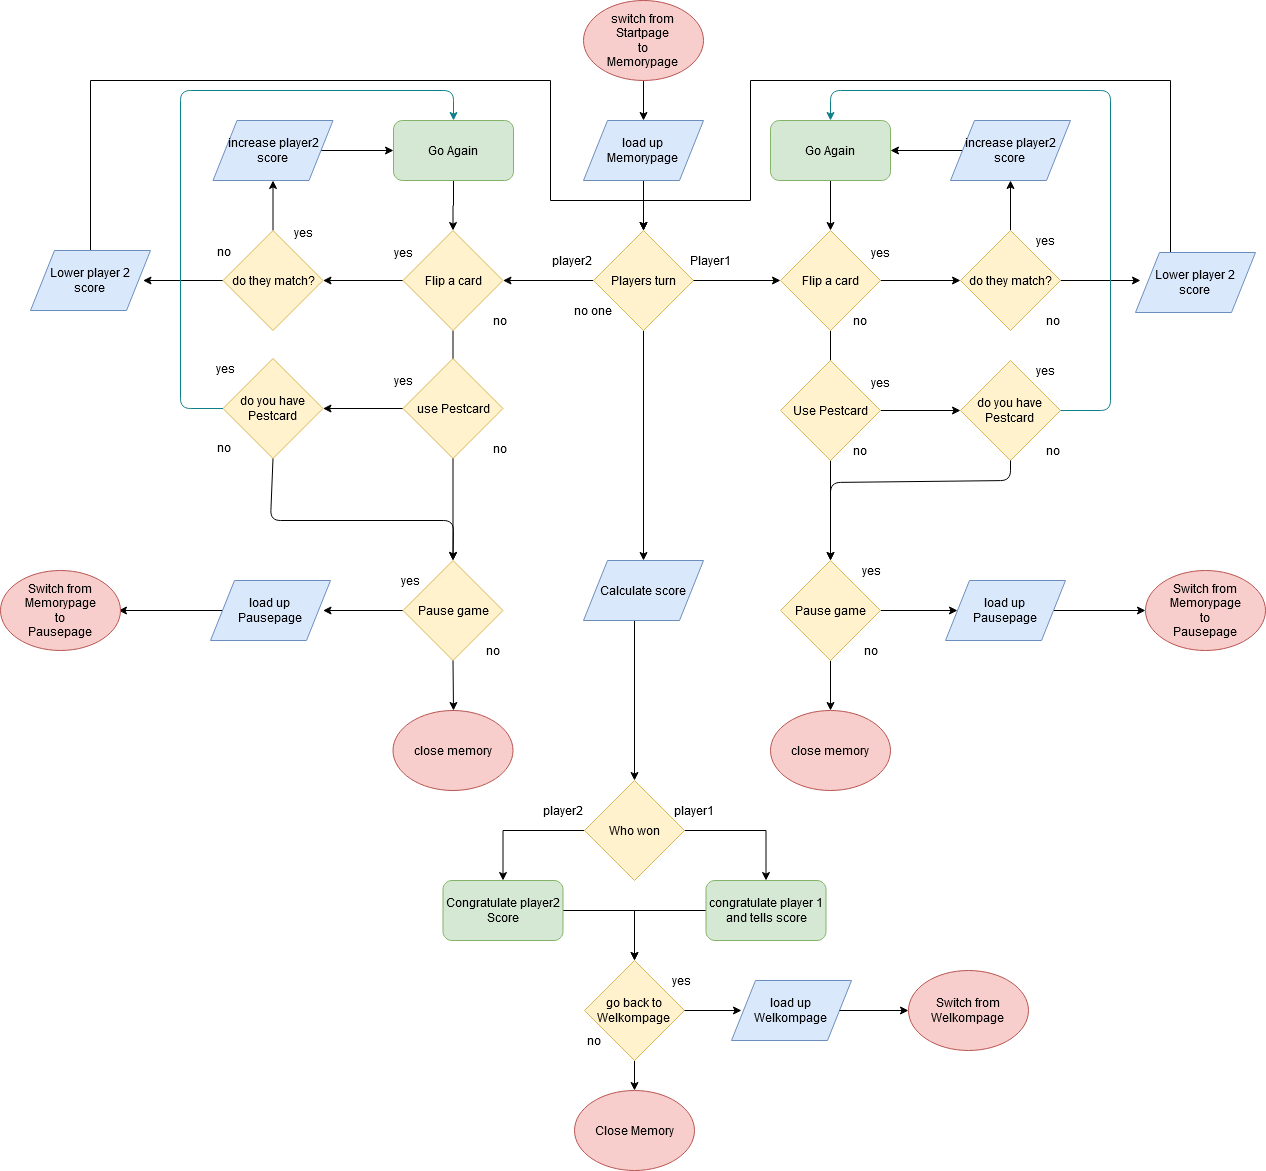 switch from
Startpage
to
Memorypage
increase player2
score
Go Again
load up
Memorypage
Go Again
increase player2
score
yes
no
yes
player2
Player1
yes
yes
Lower player 2
score
do they match?
Flip a card
Players turn
Flip a card
do they match?
Lower player 2
score
no
no one
no
no
yes
yes
yes
yes
do you have
Pestcard
use Pestcard
Use Pestcard
do you have
Pestcard
no
no
no
no
yes
yes
Switch from
Memorypage
to
Pausepage
load up
Pausepage
Pause game
Calculate score
Pause game
load up
Pausepage
Switch from
Memorypage
to
Pausepage
no
no
close memory
close memory
player2
player1
Who won
Congratulate player2
Score
congratulate player 1
and tells score
yes
go back to
Welkompage
load up
Welkompage
Switch from
Welkompage
no
Close Memory